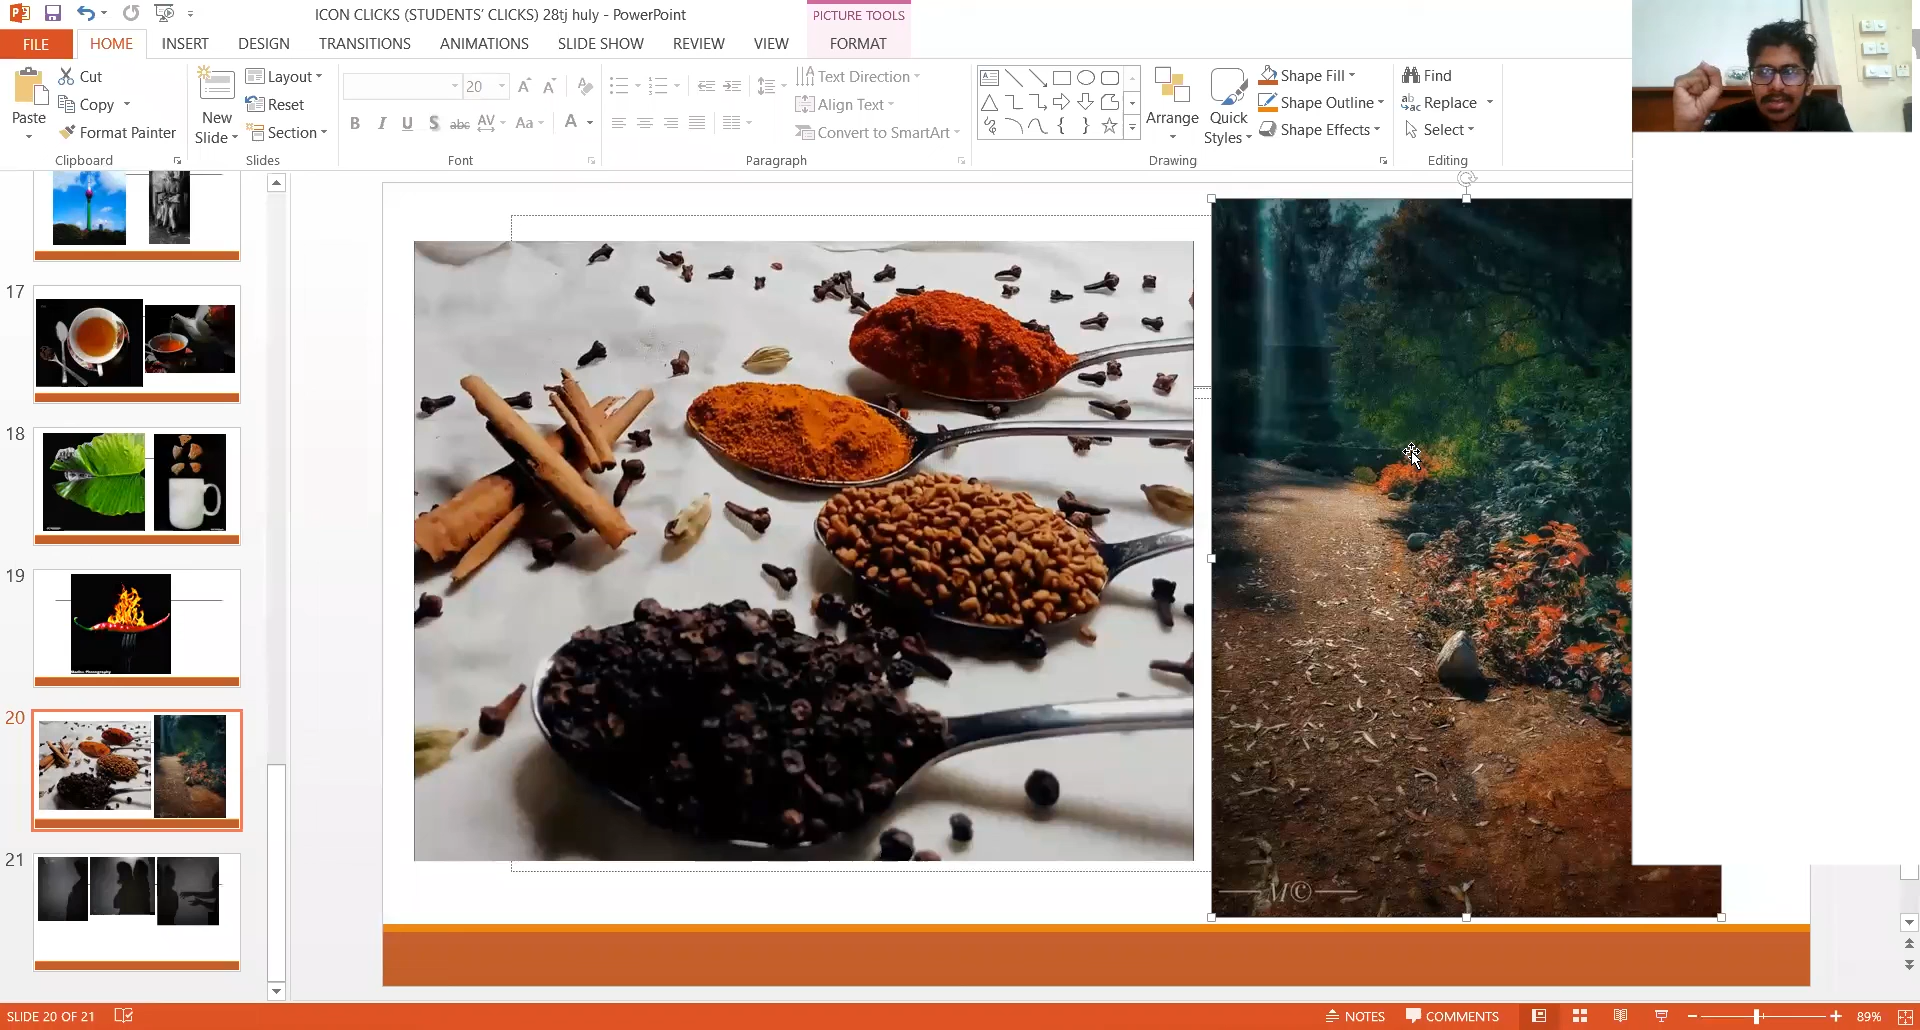 ICON CLICKS (STUDENTS' CLICKS) 28tj huly - PowerPoint
PICTURE TOOLS
FILE
HOME
INSERT
DESIGN
TRANSITIONS
ANIMATIONS
SLIDE SHOW
REVIEW
VIEW
FORMAT
Paste
Cut
Copy
Format Painter
Clipboard
New
Slide
Layout
Reset
Section
Slides
20
B I U S abc AV Aa A
Font
Text Direction
Align Text
Convert to SmartArt
Paragraph
Arrange
Quick
Styles
Shape Fill
Shape Outline
Shape Effects
Drawing
Find
Replace
Select
Editing
17
18
19
20
21
M©
SLIDE 20 OF 21
NOTES
COMMENTS
89%